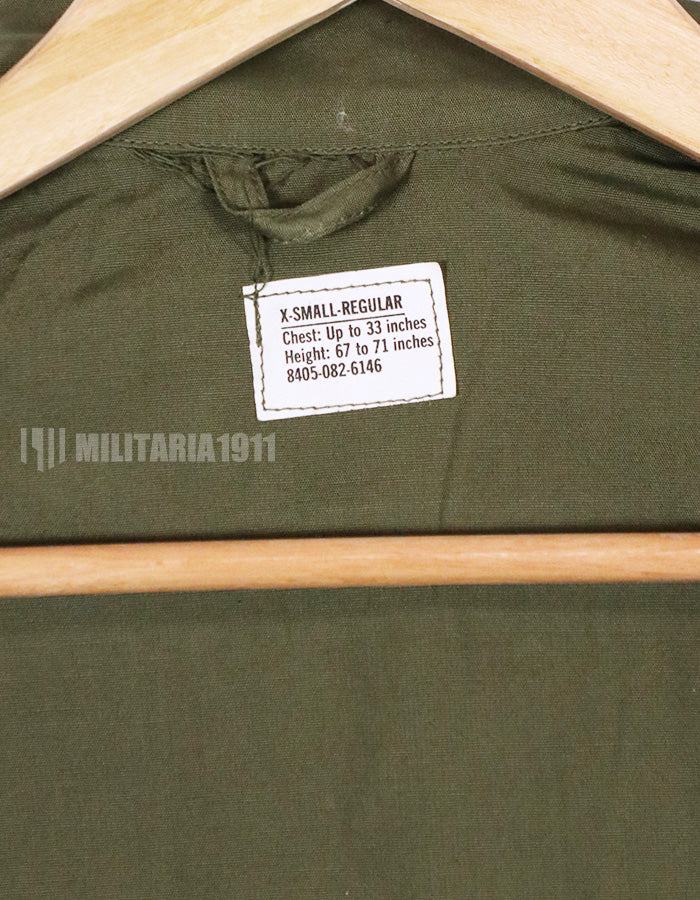 X-SMALL-REGULAR
Chest: Up to 33 inches
Height: 67 to 71 inches
8405-082-6146
MILITARIA1911